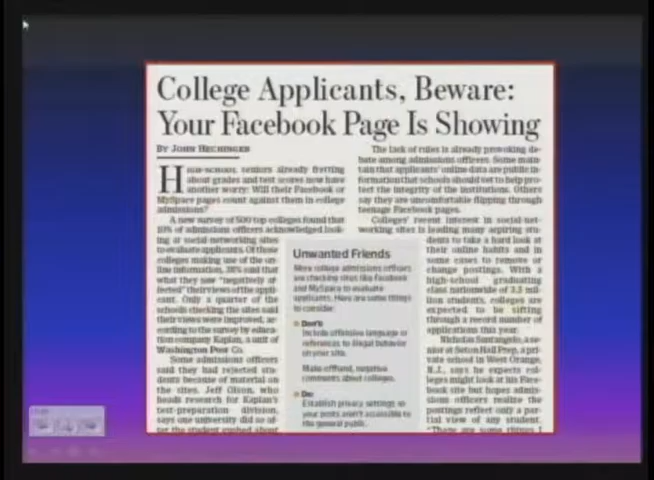 College Applicants, Beware:
Your Facebook Page Is Showing
BY JOHN HECHINGER
HIGH-SCHOOL seniors already fretting
about grades and test scores now have
another worry: Will their Facebook or
MySpace pages count against them in college
admissions?
A new survey of 500 top colleges found that
10% of admissions officers acknowledged look-
ing at social-networking sites
to evaluate applicants. Of those
colleges making use of the on-
line information, 38% said that
what they saw "negatively af-
fected" their views of the appli-
cant. Only a quarter of the
schools checking the sites said
their views were improved, ac-
cording to the survey by educa-
tion company Kaplan, a unit of
Washington Post Co.
Some admissions officers
said they had rejected stu-
dents because of material on
the sites. Jeff Olson, who
heads research for Kaplan's
test-preparation division,
says one university did so af-
ter the student gushed about
Unwanted Friends
More college admissions officers
are checking sites like Facebook
and MySpace to evaluate
applicants. Here are some things
to consider:
Don't:
Include offensive language or
references to illegal behavior
on your site.
Make offhand, negative
comments about colleges.
Do:
Establish privacy settings so
your posts aren't accessible to
the general public.
The lack of rules is already provoking de-
bate among admissions officers. Some main-
tain that applicants' online data are public in-
formation that schools should vet to help pro-
tect the integrity of the institutions. Others
say they are uncomfortable flipping through
teenage Facebook pages.
Colleges' recent interest in social-net-
working sites is leading many aspiring stu-
dents to take a hard look at
their online habits and in
some cases to remove or
change postings. With a
high-school graduating
class nationwide of 3.3 mil-
lion students, colleges are
expected to be sifting
through a record number of
applications this year.
Nicholas Santangelo, a se-
nior at Seton Hall Prep, a pri-
vate school in West Orange,
N.J., says he expects col-
leges might look at his Face-
book site but hopes admis-
sions officers realize the
postings reflect only a par-
tial view of any student.
"There are some things I